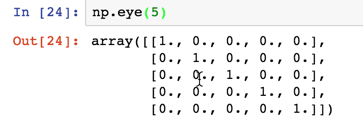 In [24]: np.eye(5)
Out[24]: array([[1., 0., 0., 0., 0.],
[0., 1., 0., 0., 0.],
[0., 0., 1., 0., 0.],
[0., 0., 0., 1., 0.],
[0., 0., 0., 0., 1.]])